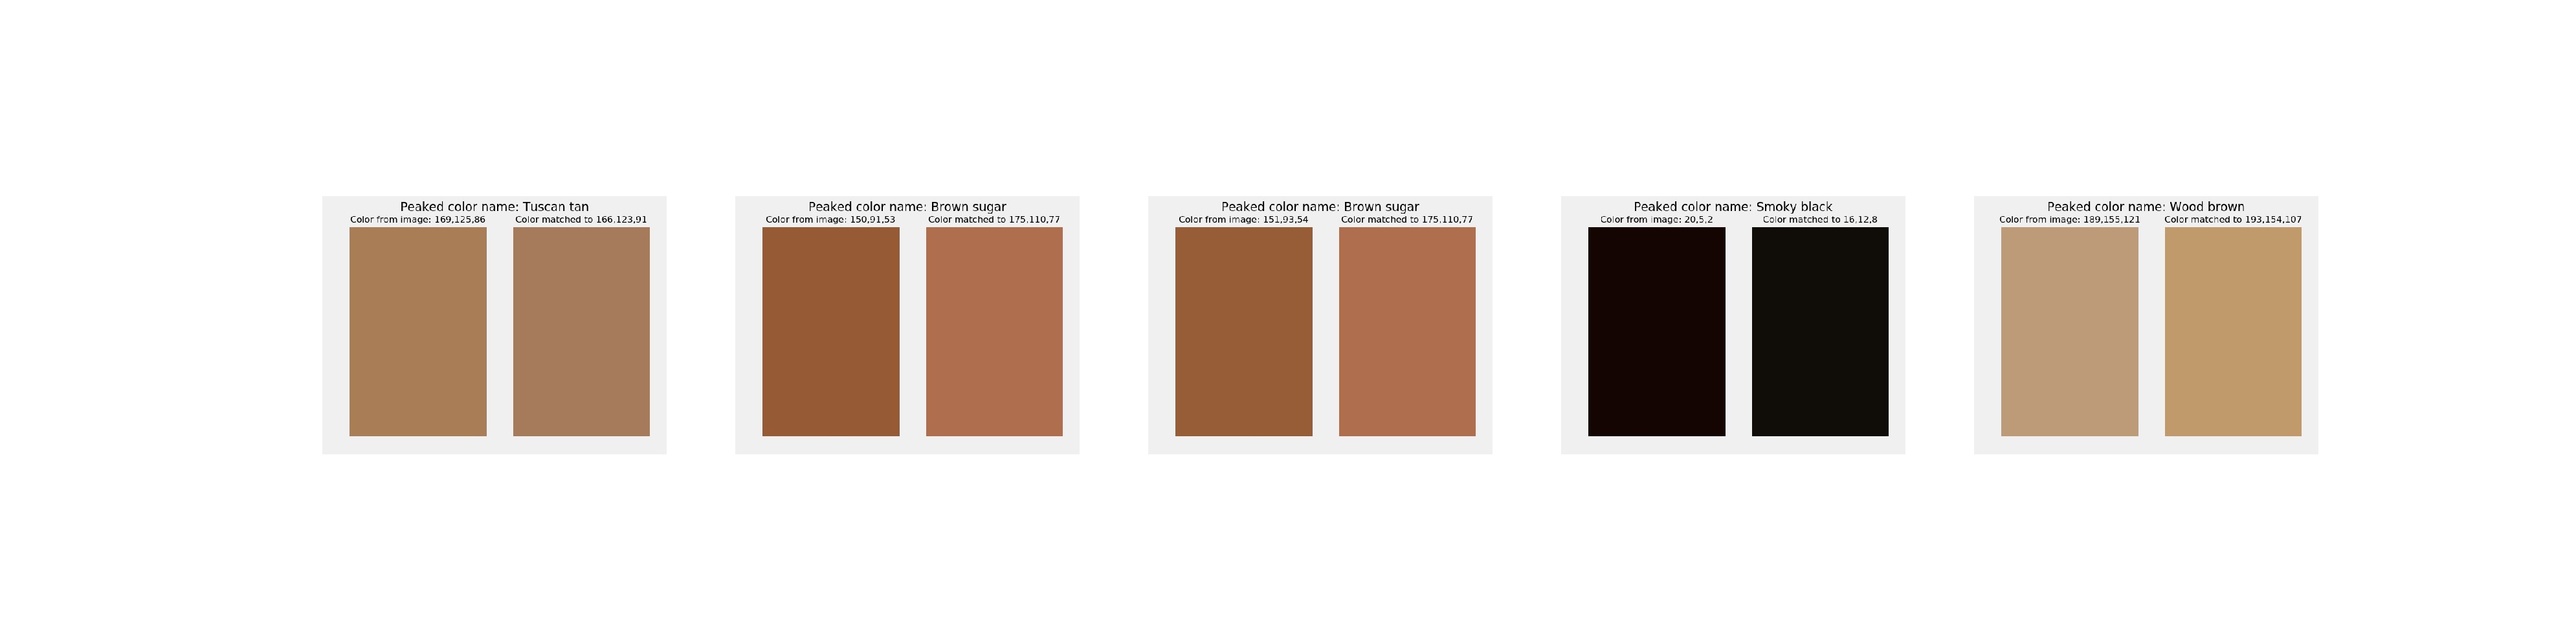 Peaked color name: Tuscan tan
Color from image: 169,125,86 Color matched to 166,123,91
Peaked color name: Brown sugar
Color from image: 150,91,53 Color matched to 175,110,77
Peaked color name: Brown sugar
Color from image: 151,93,54 Color matched to 175,110,77
Peaked color name: Smoky black
Color from image: 20,5,2 Color matched to 16,12,8
Peaked color name: Wood brown
Color from image: 189,155,121 Color matched to 193,154,107